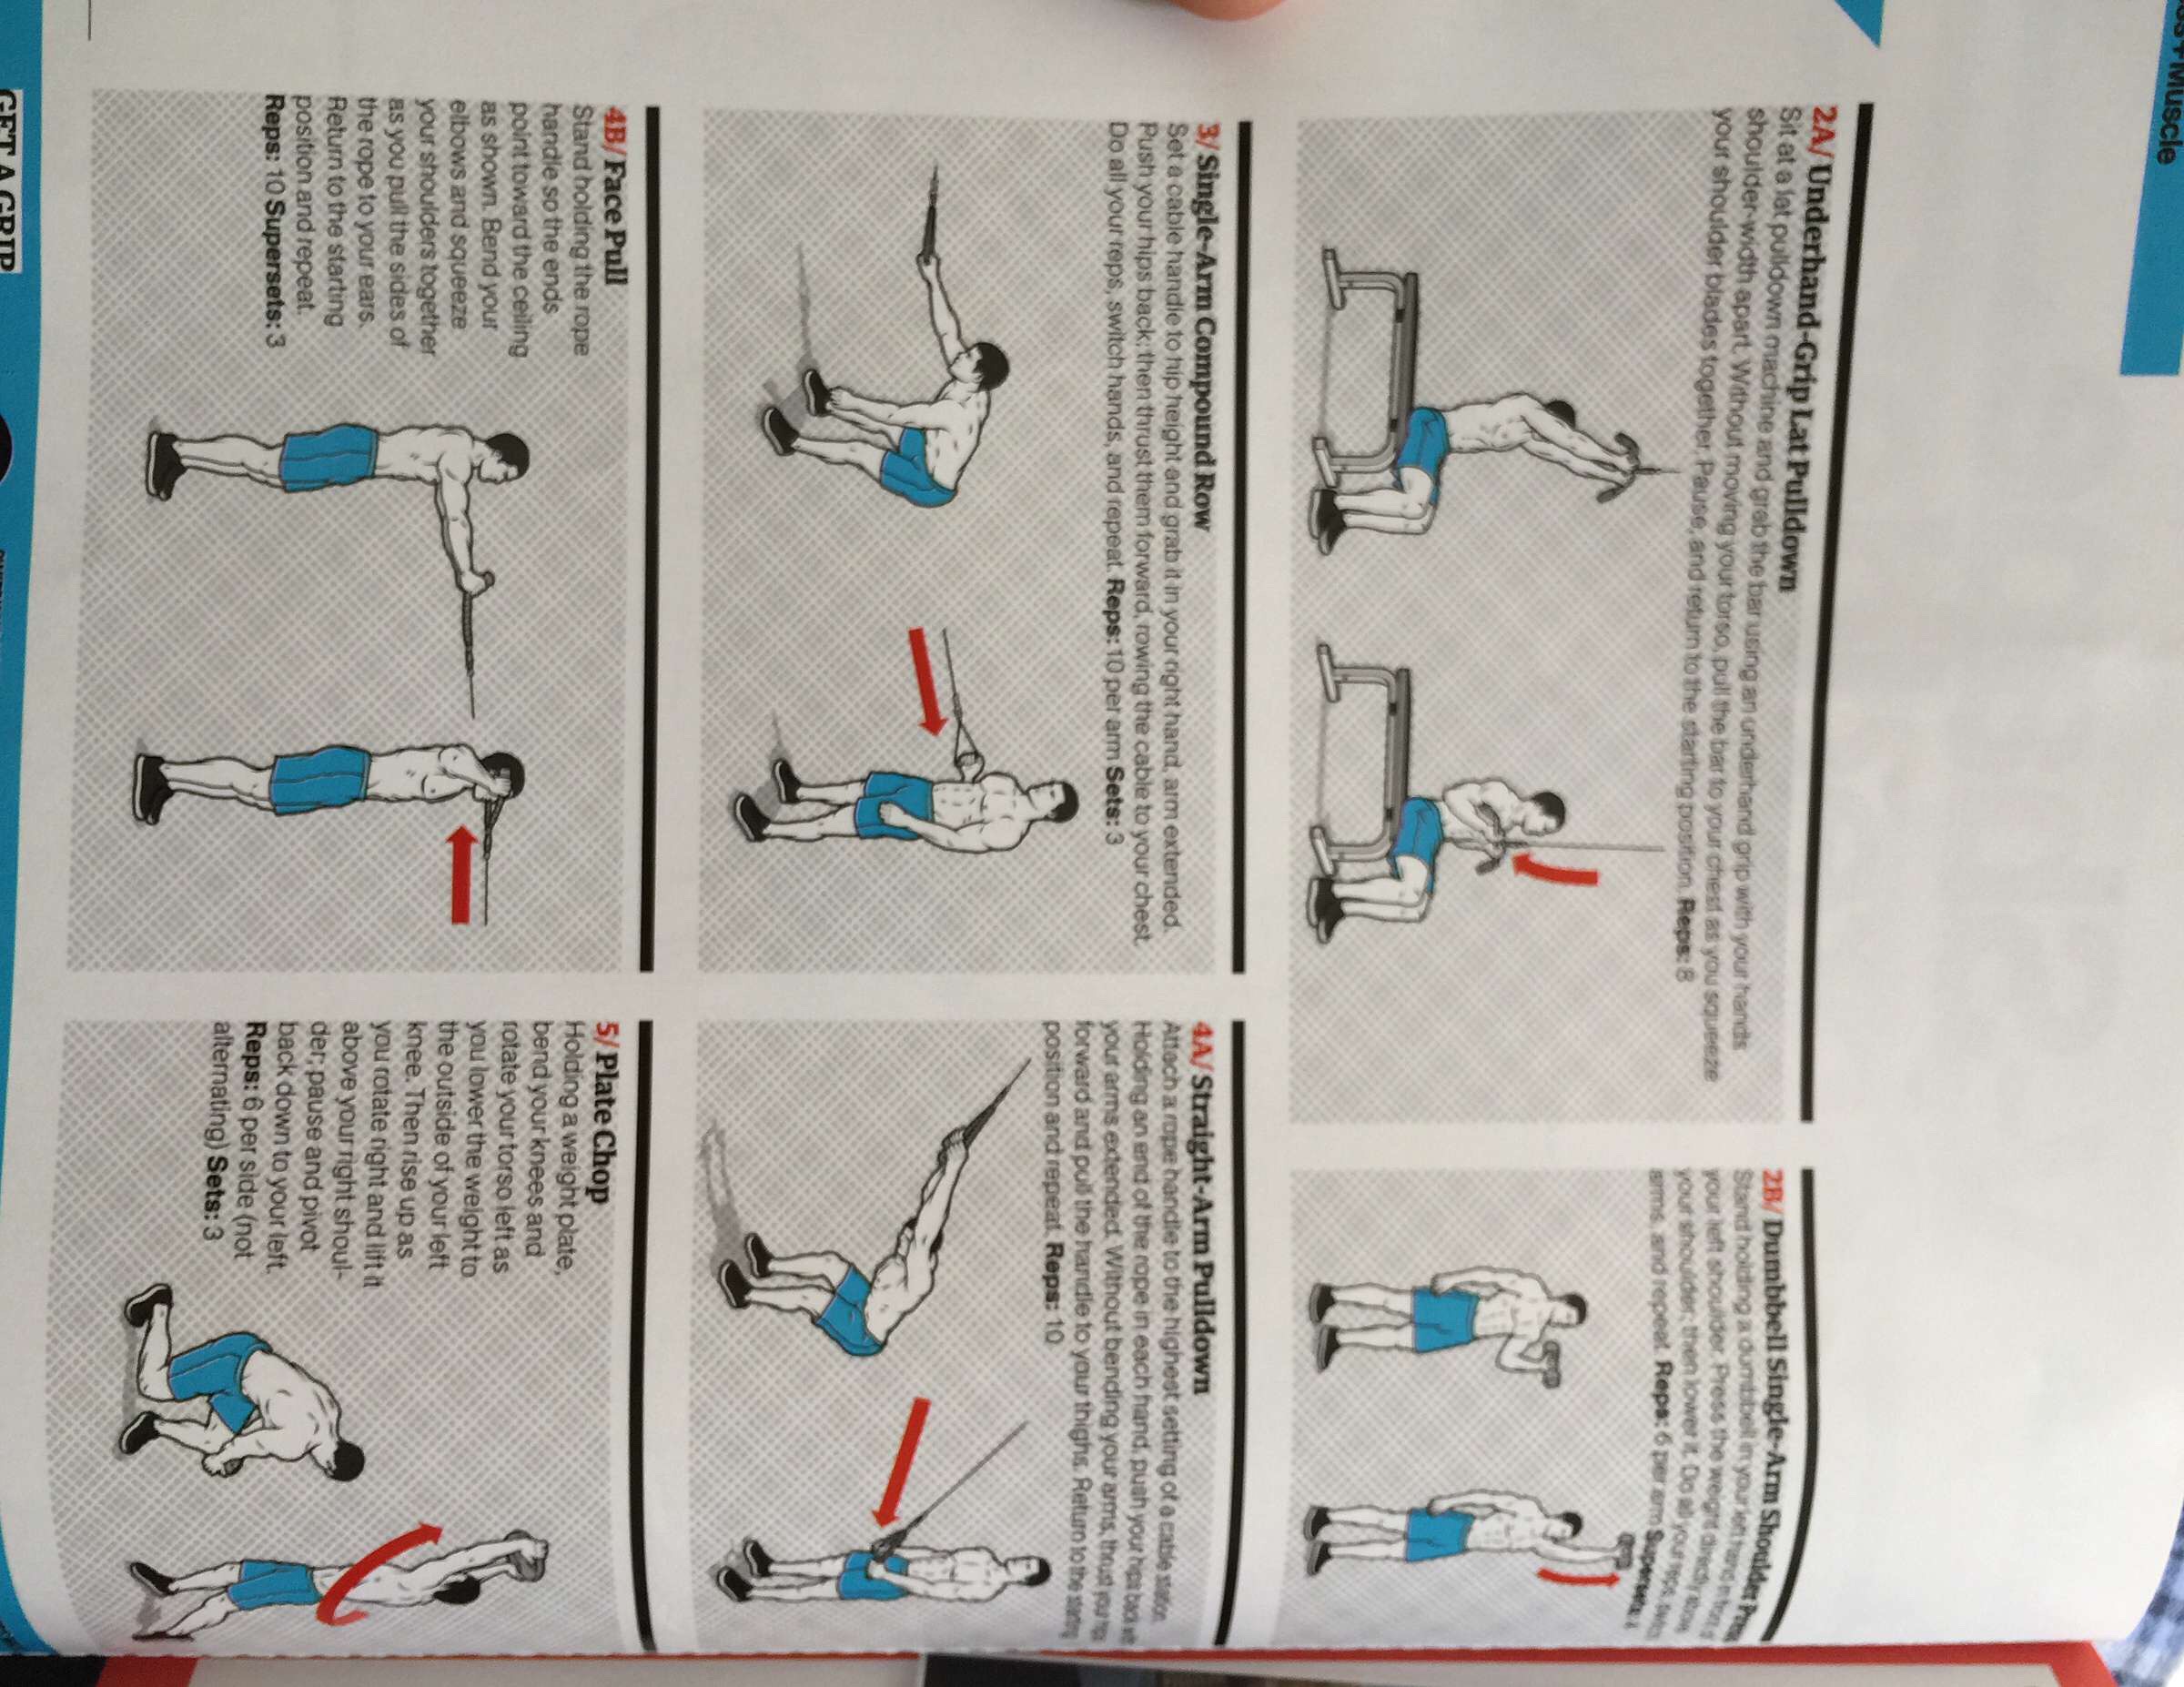 ss+Muscle
2A/ Underhand-Grip Lat Pulldown
Sit at a lat pulldown machine and grab the bar using an underhand grip with your hands
shoulder-width apart. Without moving your torso, pull the bar to your chest as you squeeze
your shoulder blades together. Pause, and return to the starting position. Reps: 8
2B/ Dumbbell Single-Arm Shoulder Press
Stand holding a dumbbell in your left hand in front of
your left shoulder. Press the weight directly above
your shoulder; then lower it. Do all your reps, switch
arms, and repeat. Reps: 6 per arm Supersets:
3/ Single-Arm Compound Row
Set a cable handle to hip height and grab it in your right hand, arm extended.
Push your hips back; then thrust them forward, rowing the cable to your chest.
Do all your reps, switch hands, and repeat. Reps: 10 per arm Sets: 3
4A/ Straight-Arm Pulldown
Attach a rope handle to the highest setting of a cable station.
Holding an end of the rope in each hand, push your hips back with
your arms extended. Without bending your arms, thrust your hips
forward and pull the handle to your thighs. Return to the starting
position and repeat. Reps: 10
4B/ Face Pull
Stand holding the rope
handle so the ends
point toward the ceiling
as shown. Bend your
elbows and squeeze
your shoulders together
as you pull the sides of
the rope to your ears.
Return to the starting
position and repeat.
Reps: 10 Supersets: 3
5/ Plate Chop
Holding a weight plate,
bend your knees and
rotate your torso left as
you lower the weight to
the outside of your left
knee. Then rise up as
you rotate right and lift it
above your right shoul-
der; pause and pivot
back down to your left.
Reps: 6 per side (not
alternating) Sets: 3
GET A GRIP